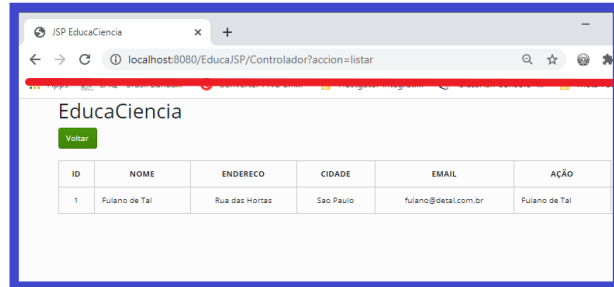 JSP EducaCiencia
localhost:8080/EducaJSP/Controlador?accion=listar
EducaCiencia
Voltar
ID NOME ENDERECO CIDADE EMAIL AÇÃO
1 Fulano de Tal Rua das Hortas Sao Paulo fulano@detal.com.br Fulano de Tal